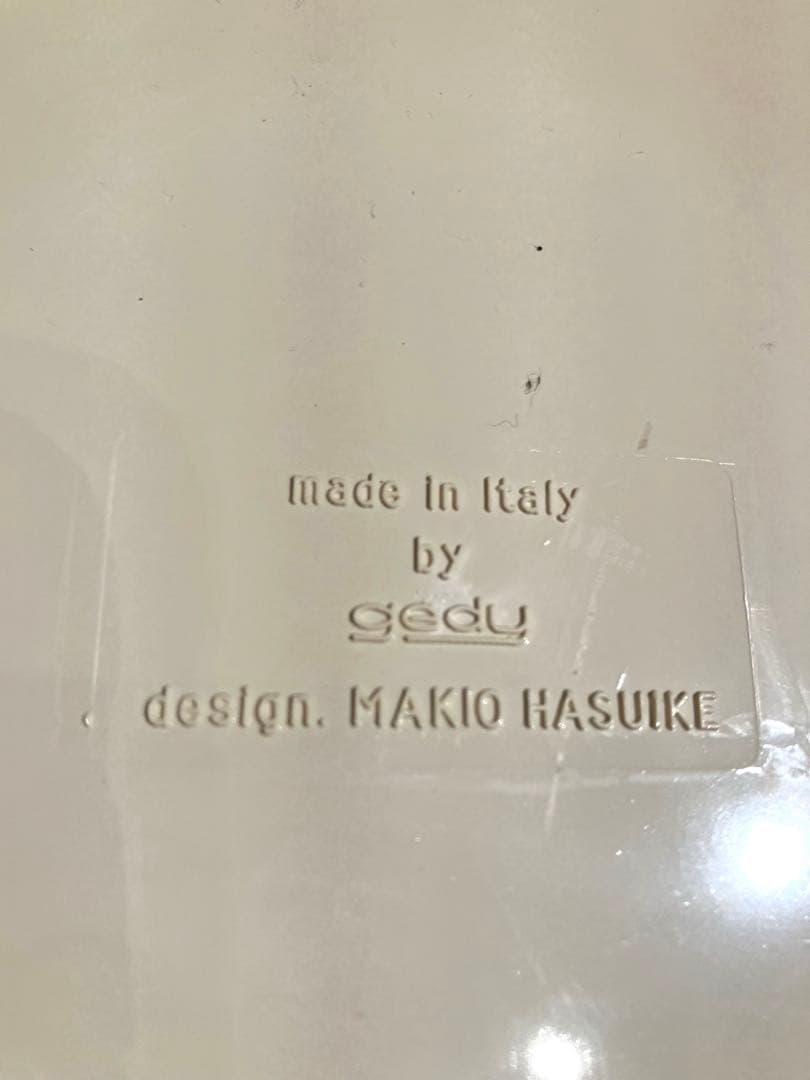 made in Italy
by
gedy
design. MAKIO HASUIKE